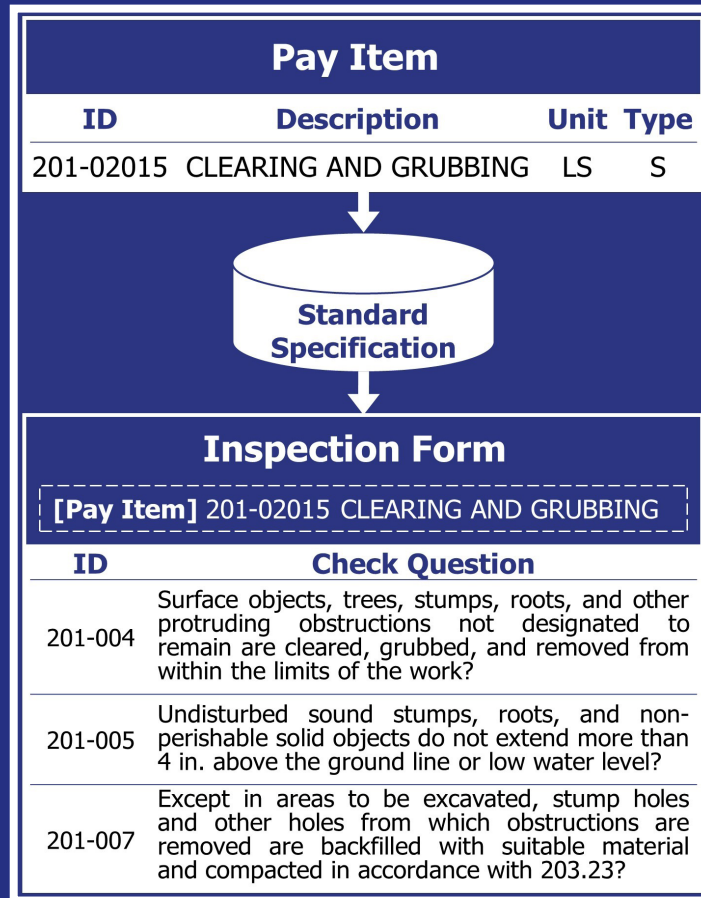 Pay Item
ID Description Unit Type
201-02015 CLEARING AND GRUBBING LS S
Standard
Specification
Inspection Form
[Pay Item] 201-02015 CLEARING AND GRUBBING
ID Check Question
Surface objects, trees, stumps, roots, and other
protruding obstructions not designated to
201-004 remain are cleared, grubbed, and removed from
within the limits of the work?
Undisturbed sound stumps, roots, and non-
201-005 perishable solid objects do not extend more than
4 in. above the ground line or low water level?
Except in areas to be excavated, stump holes
and other holes from which obstructions are
201-007 removed are backfilled with suitable material
and compacted in accordance with 203.23?